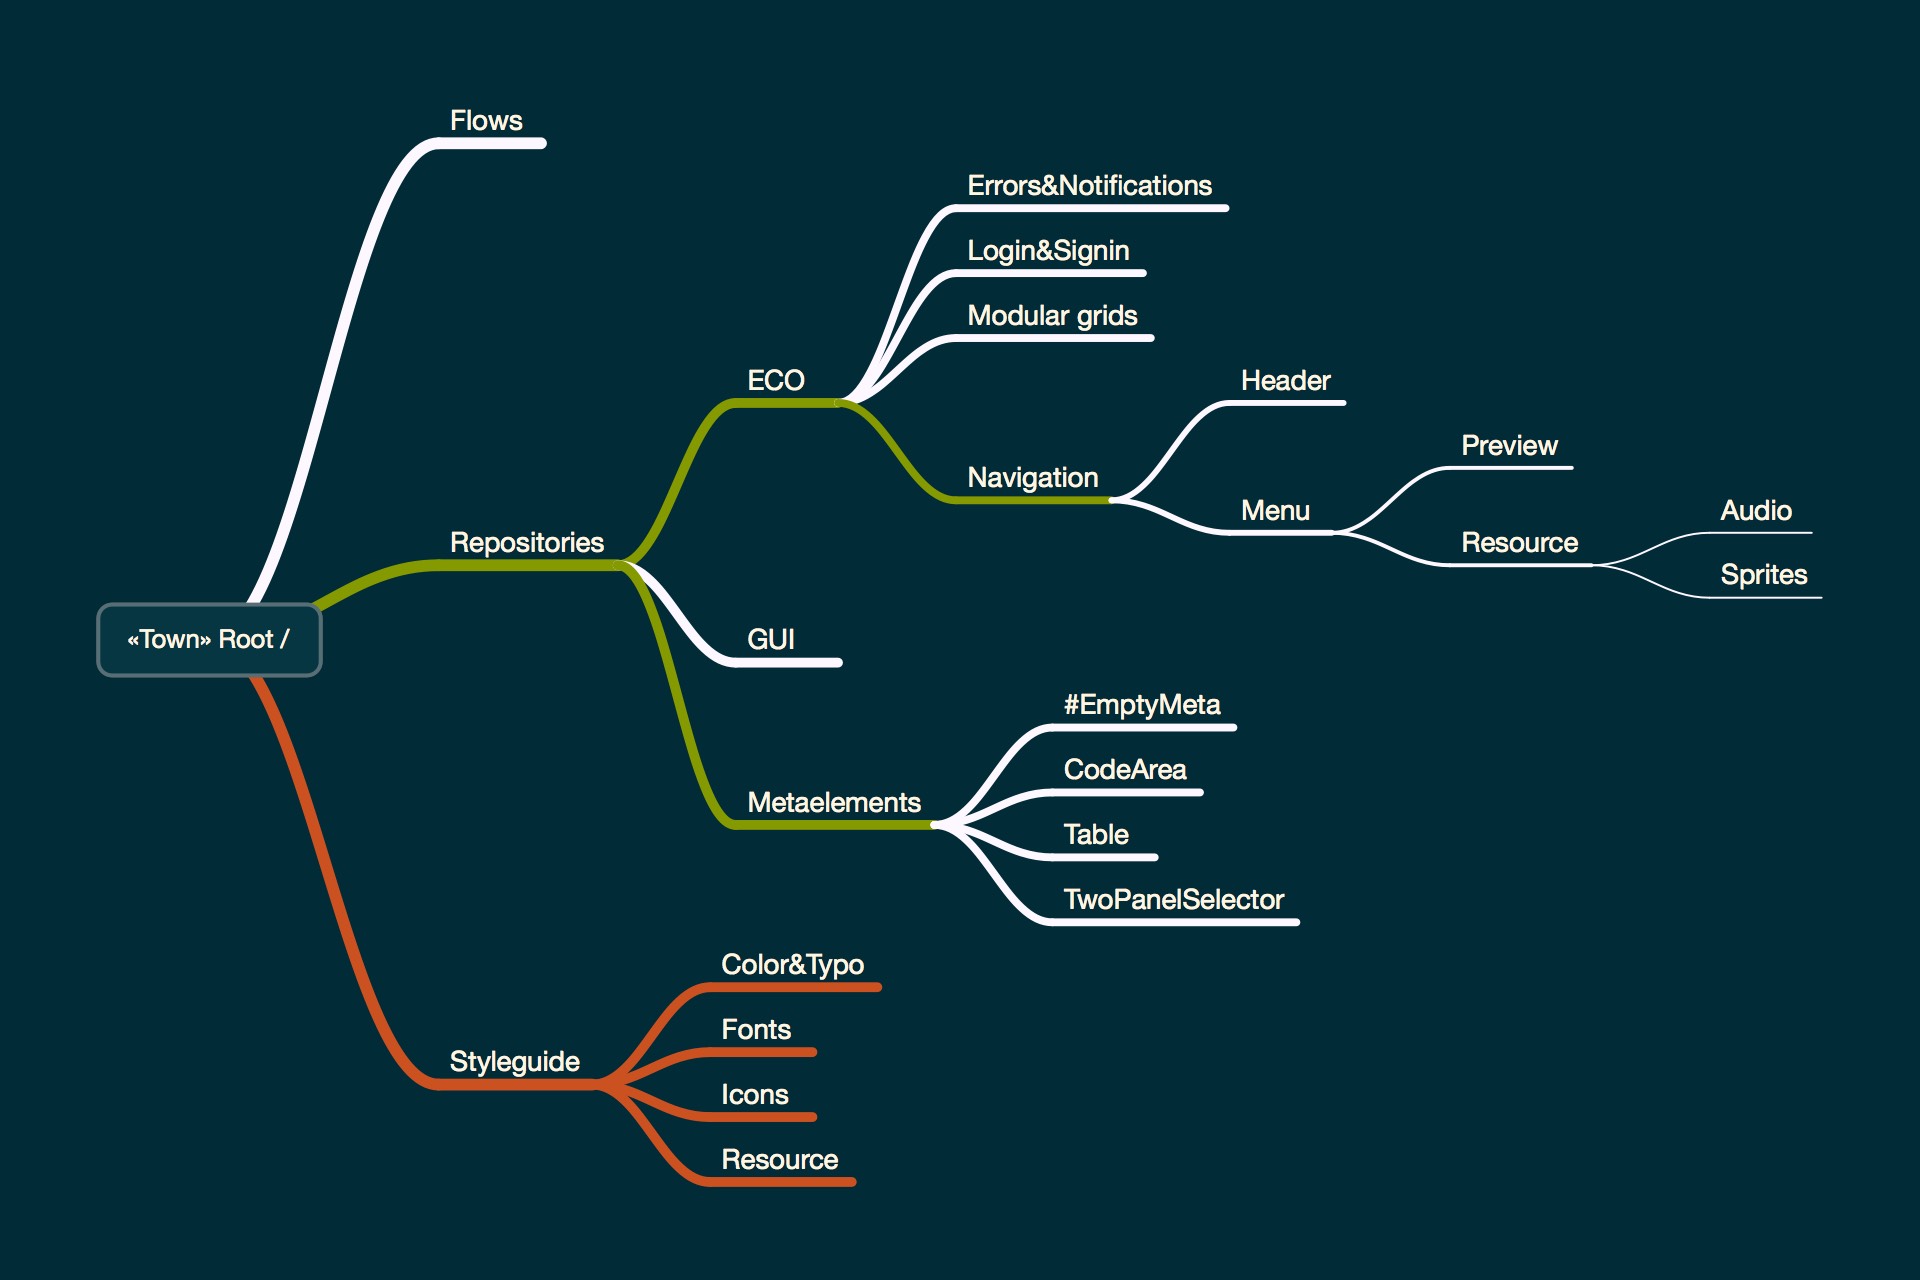 Flows
Errors&Notifications
Login&Signin
Modular grids
ECO
Header
Preview
Navigation
Menu
Audio
Repositories
Resource
Sprites
«Town» Root /
GUI
#EmptyMeta
CodeArea
Metaelements
Table
TwoPanelSelector
Color&Typo
Fonts
Styleguide
Icons
Resource